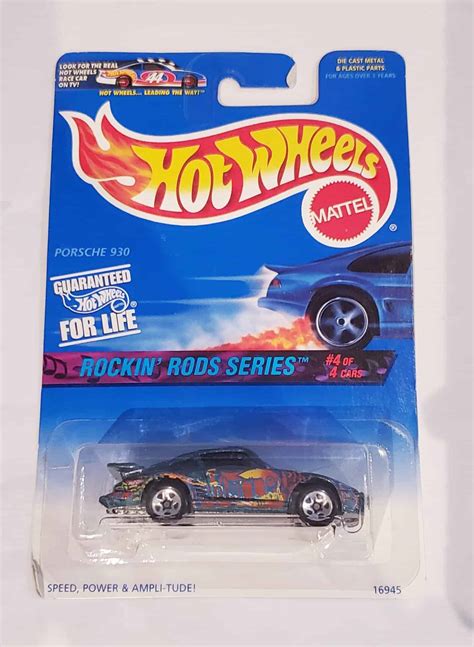 LOOK FOR THE REAL
HOT WHEELS
RACE CAR
ON TV!
44
HOT WHEELS... LEADING THE WAY!™
DIE CAST METAL
& PLASTIC PARTS.
FOR AGES OVER 3 YEARS
HOT WHEELS
MATTEL
®
PORSCHE 930
GUARANTEED
Hot Wheels
FOR LIFE
ROCKIN' RODS SERIES™
#4 OF
4 CARS
SPEED, POWER & AMPLI-TUDE!
16945